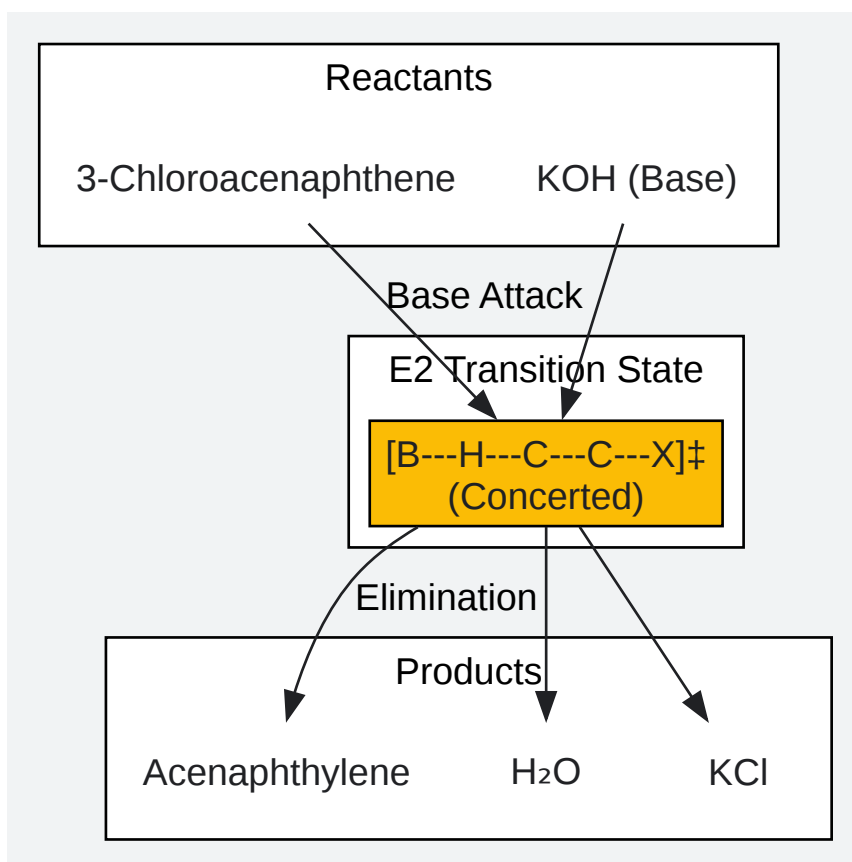 Reactants
3-Chloroacenaphthene
KOH (Base)
Base Attack
E2 Transition State
[B---H---C---C---X]‡
(Concerted)
Elimination
Products
Acenaphthylene
H₂O
KCl